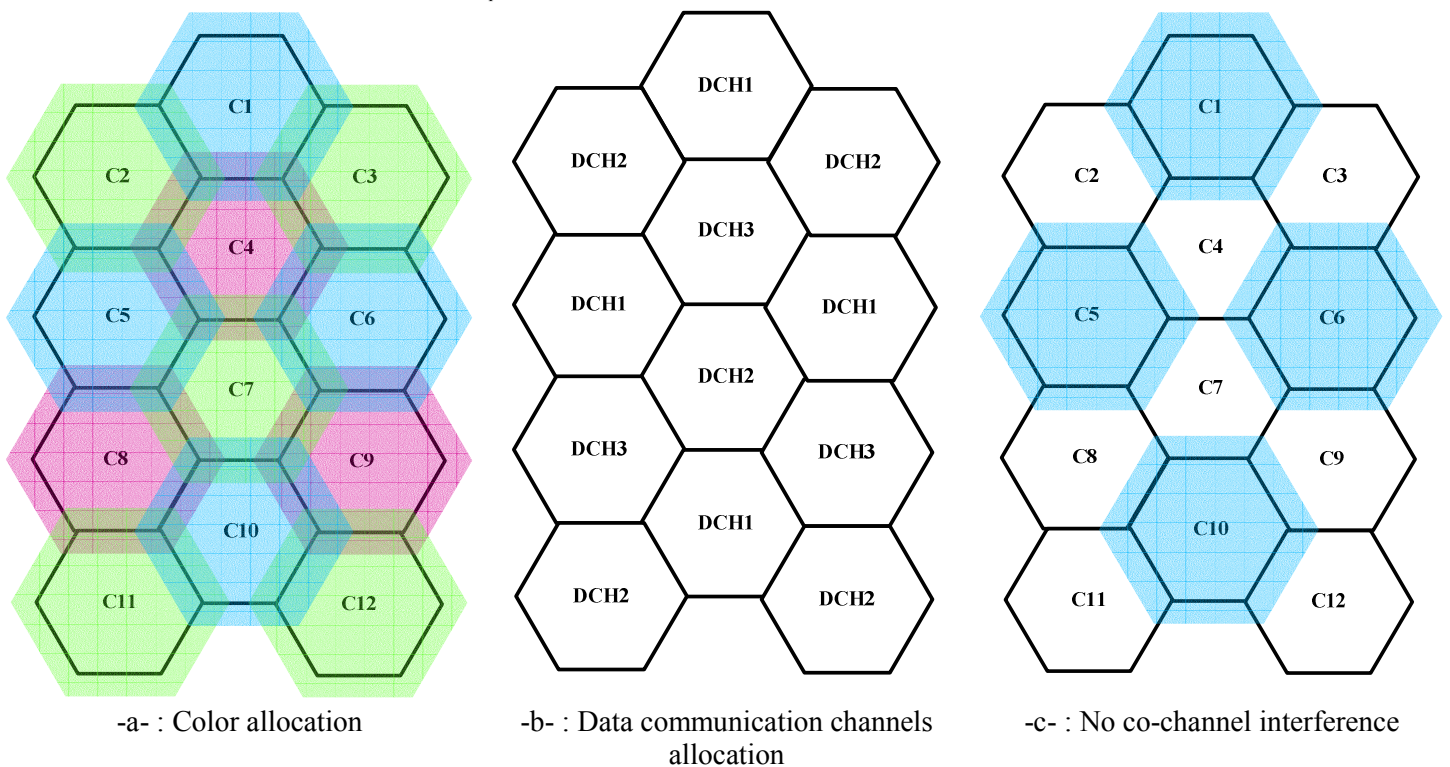 C1
C2
C3
C4
C5
C6
C7
C8
C9
C10
C11
C12
-a- : Color allocation
DCH1
DCH2
DCH2
DCH3
DCH1
DCH1
DCH2
DCH3
DCH3
DCH1
DCH2
DCH2
-b- : Data communication channels
allocation
C1
C2
C3
C4
C5
C6
C7
C8
C9
C10
C11
C12
-c- : No co-channel interference